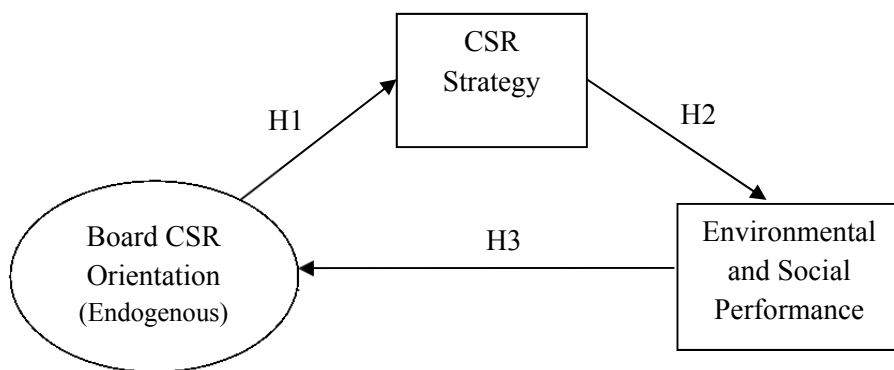 CSR
Strategy
H1
H2
Board CSR
Orientation
(Endogenous)
H3
Environmental
and Social
Performance